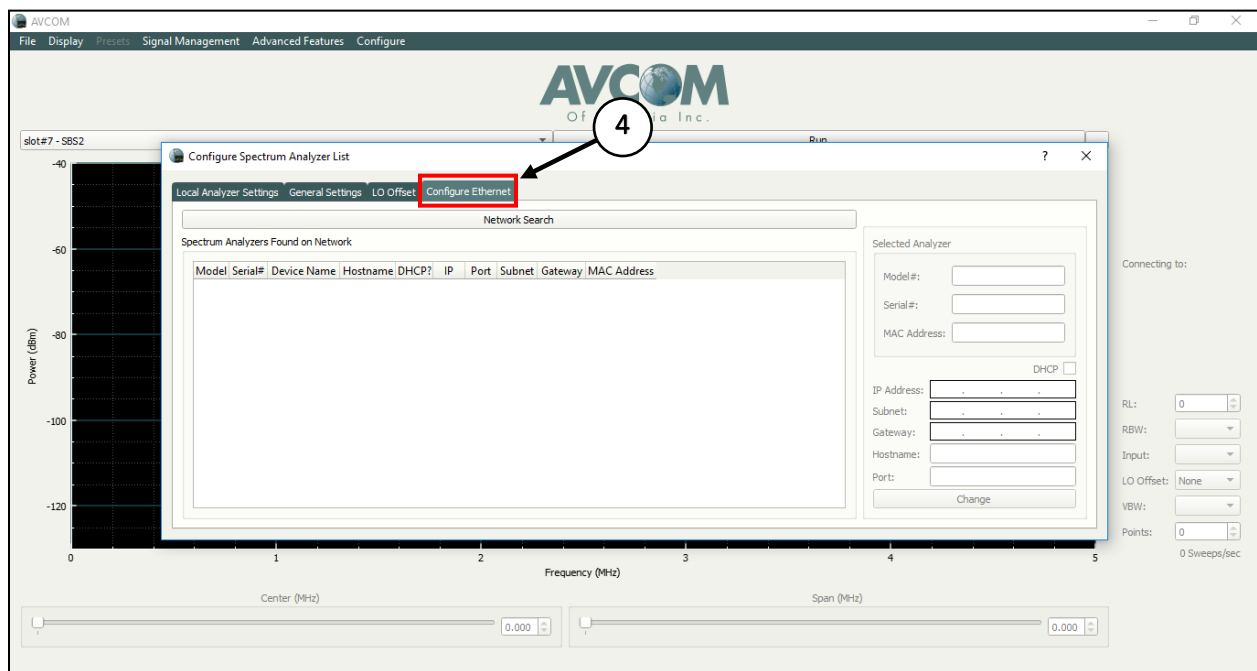 AVCOM
File Display Presets Signal Management Advanced Features Configure
AVCOM
Of ia Inc.
4
slot#7 - SBS2
Run
Configure Spectrum Analyzer List
?
Local Analyzer Settings General Settings LO Offset Configure Ethernet
Network Search
Spectrum Analyzers Found on Network
Model Serial# Device Name Hostname DHCP? IP Port Subnet Gateway MAC Address
Selected Analyzer
Model#:
Serial#:
MAC Address:
DHCP
IP Address: . . .
Subnet: . . .
Gateway: . . .
Hostname:
Port:
Change
Connecting to:
RL: 0
RBW:
Input:
LO Offset: None
VBW:
Points: 0
0 Sweeps/sec
Power (dBm)
-40
-60
-80
-100
-120
0 1 2 3 4 5
Frequency (MHz)
Center (MHz) Span (MHz)
0.000 0.000